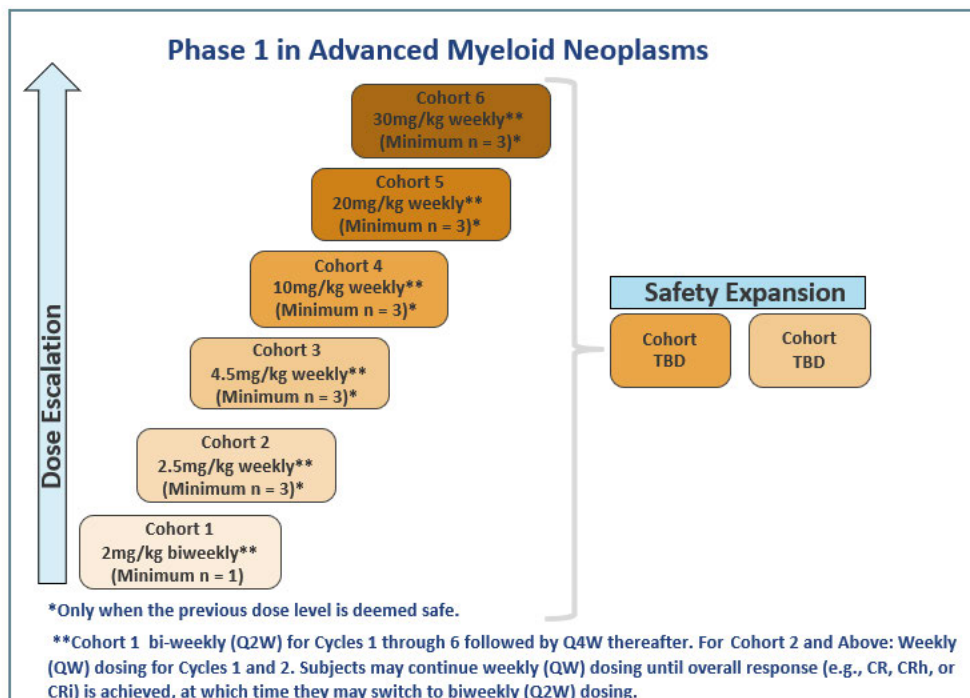 Phase 1 in Advanced Myeloid Neoplasms
Dose Escalation
Cohort 6
30mg/kg weekly**
(Minimum n = 3)*
Cohort 5
20mg/kg weekly**
(Minimum n = 3)*
Cohort 4
10mg/kg weekly**
(Minimum n = 3)*
Cohort 3
4.5mg/kg weekly**
(Minimum n = 3)*
Cohort 2
2.5mg/kg weekly**
(Minimum n = 3)*
Cohort 1
2mg/kg biweekly**
(Minimum n = 1)
Safety Expansion
Cohort
TBD
Cohort
TBD
*Only when the previous dose level is deemed safe.
**Cohort 1 bi-weekly (Q2W) for Cycles 1 through 6 followed by Q4W thereafter. For Cohort 2 and Above: Weekly
(QW) dosing for Cycles 1 and 2. Subjects may continue weekly (QW) dosing until overall response (e.g., CR, CRh, or
CRi) is achieved, at which time they may switch to biweekly (Q2W) dosing.